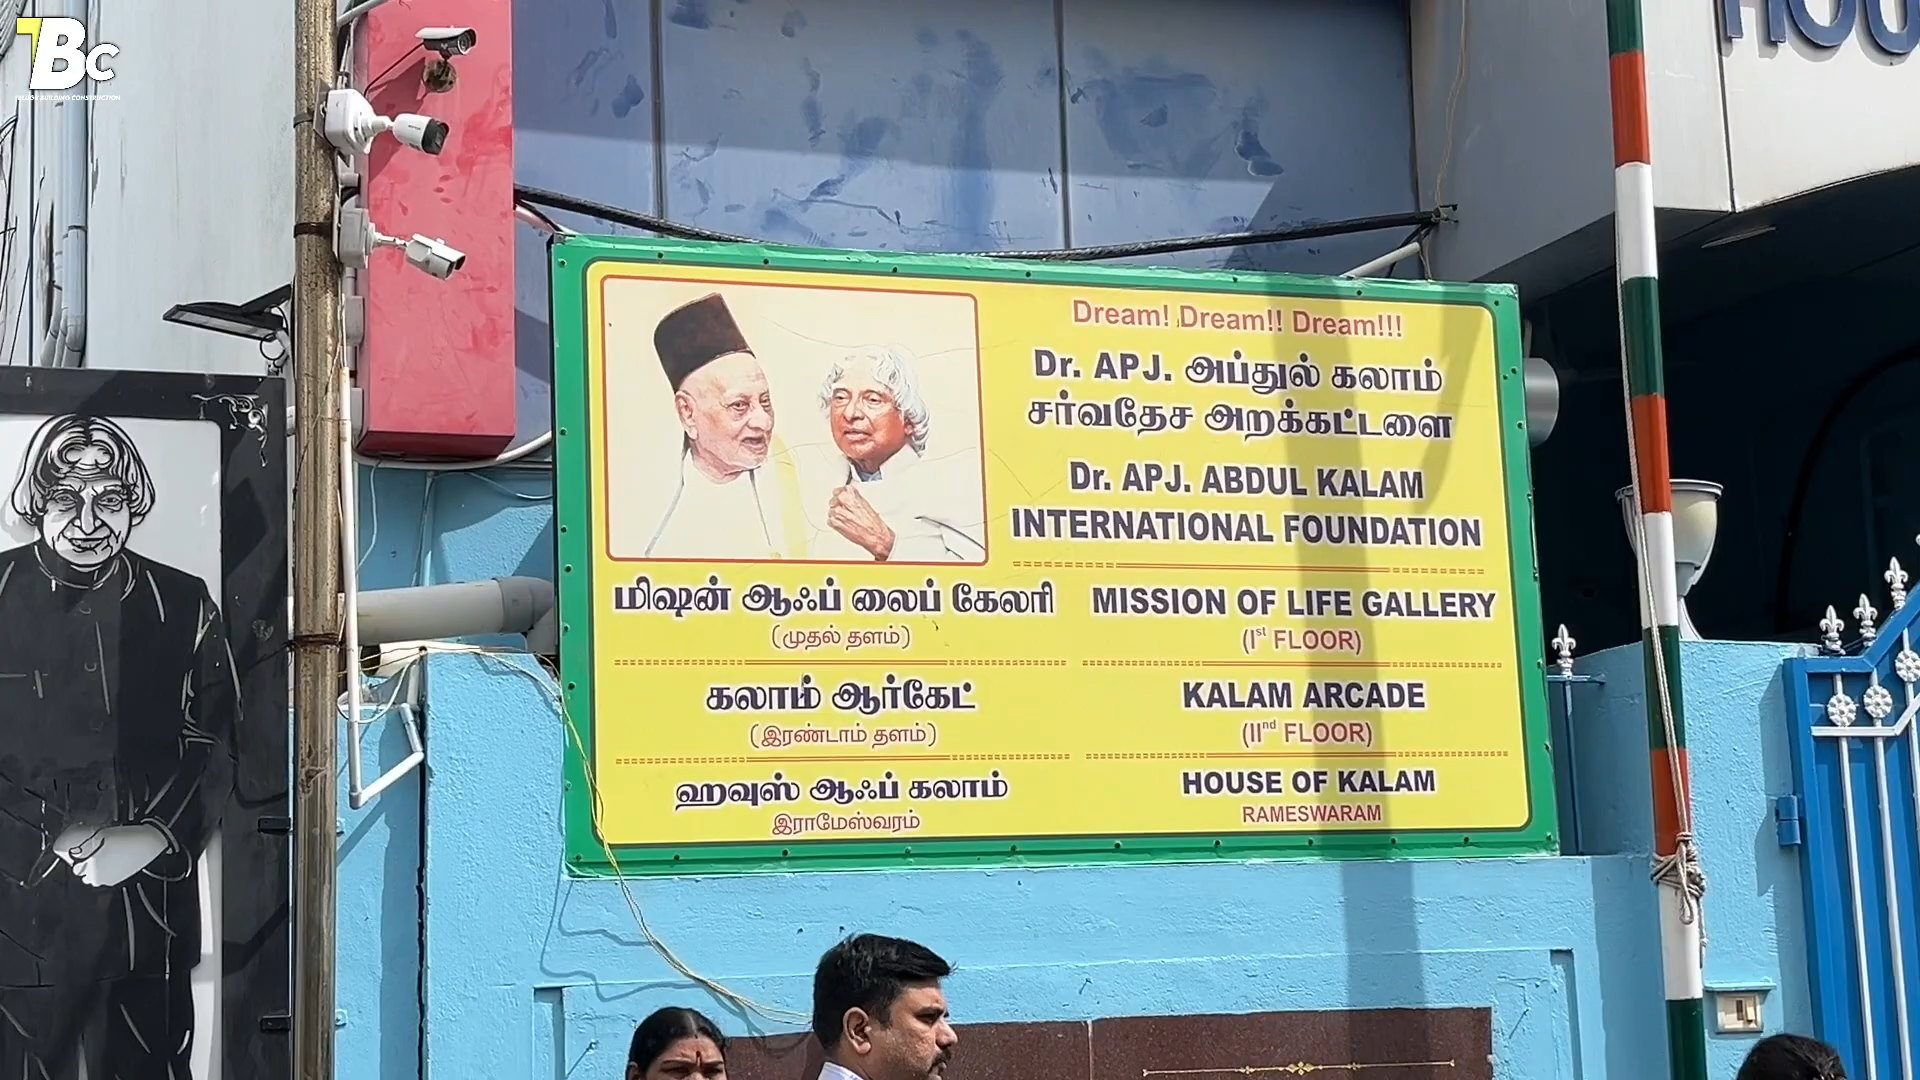 TBC
Dream! Dream!! Dream!!!
Dr. APJ. அப்துல் கலாம்
சர்வதேச அறக்கட்டளை
Dr. APJ. ABDUL KALAM
INTERNATIONAL FOUNDATION
மிஷன் ஆஃப் லைப் கேலரி
(முதல் தளம்)
MISSION OF LIFE GALLERY
(Ist FLOOR)
கலாம் ஆர்கேட்
(இரண்டாம் தளம்)
KALAM ARCADE
(IInd FLOOR)
ஹவுஸ் ஆஃப் கலாம்
இராமேஸ்வரம்
HOUSE OF KALAM
RAMESWARAM